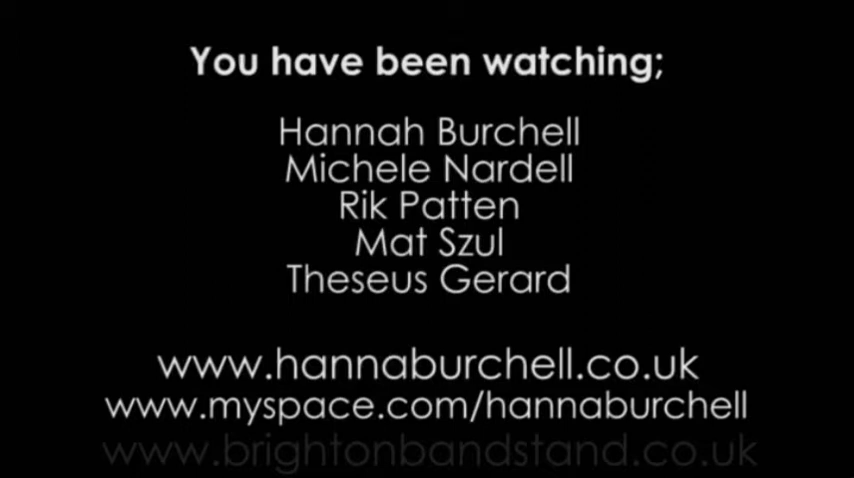 You have been watching;
Hannah Burchell
Michele Nardell
Rik Patten
Mat Szul
Theseus Gerard
www.hannaburchell.co.uk
www.myspace.com/hannaburchell
www.brightonbandstand.co.uk